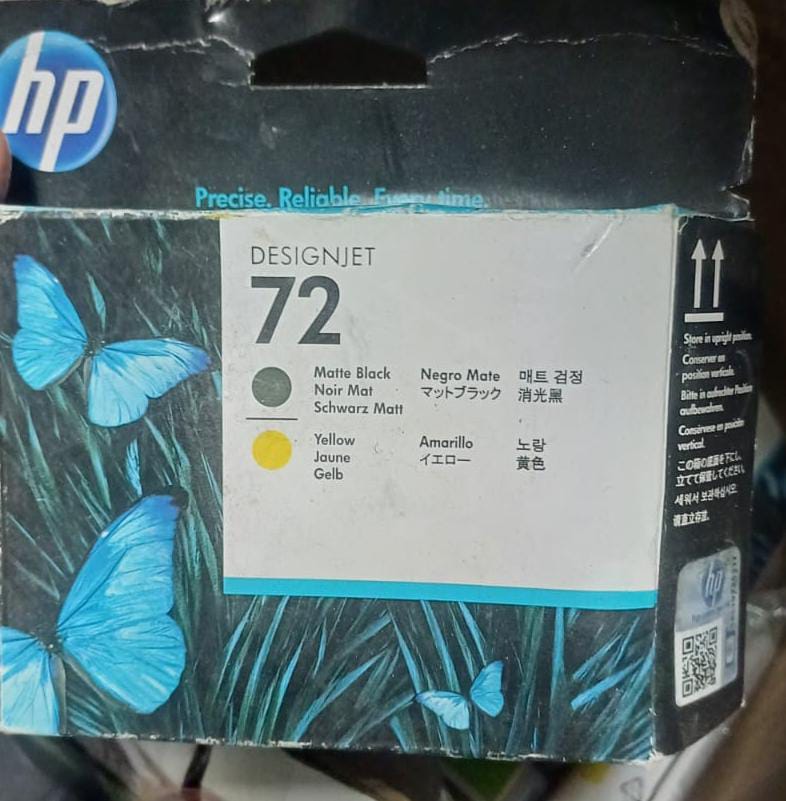 hp
Precise. Reliable. Every time.
DESIGNJET
72
Matte Black
Noir Mat
Schwarz Matt
Negro Mate
マットブラック
매트 검정
消光黑
Yellow
Jaune
Gelb
Amarillo
イエロー
노랑
黄色
Store in upright position.
Conserver en
position verticale.
Bitte in aufrechter Position
aufbewahren.
Consérvese en posición
vertical.
この箱の底面を下にし、
立てて保管してください。
세워서 보관하십시오.
请直立存放。
hp